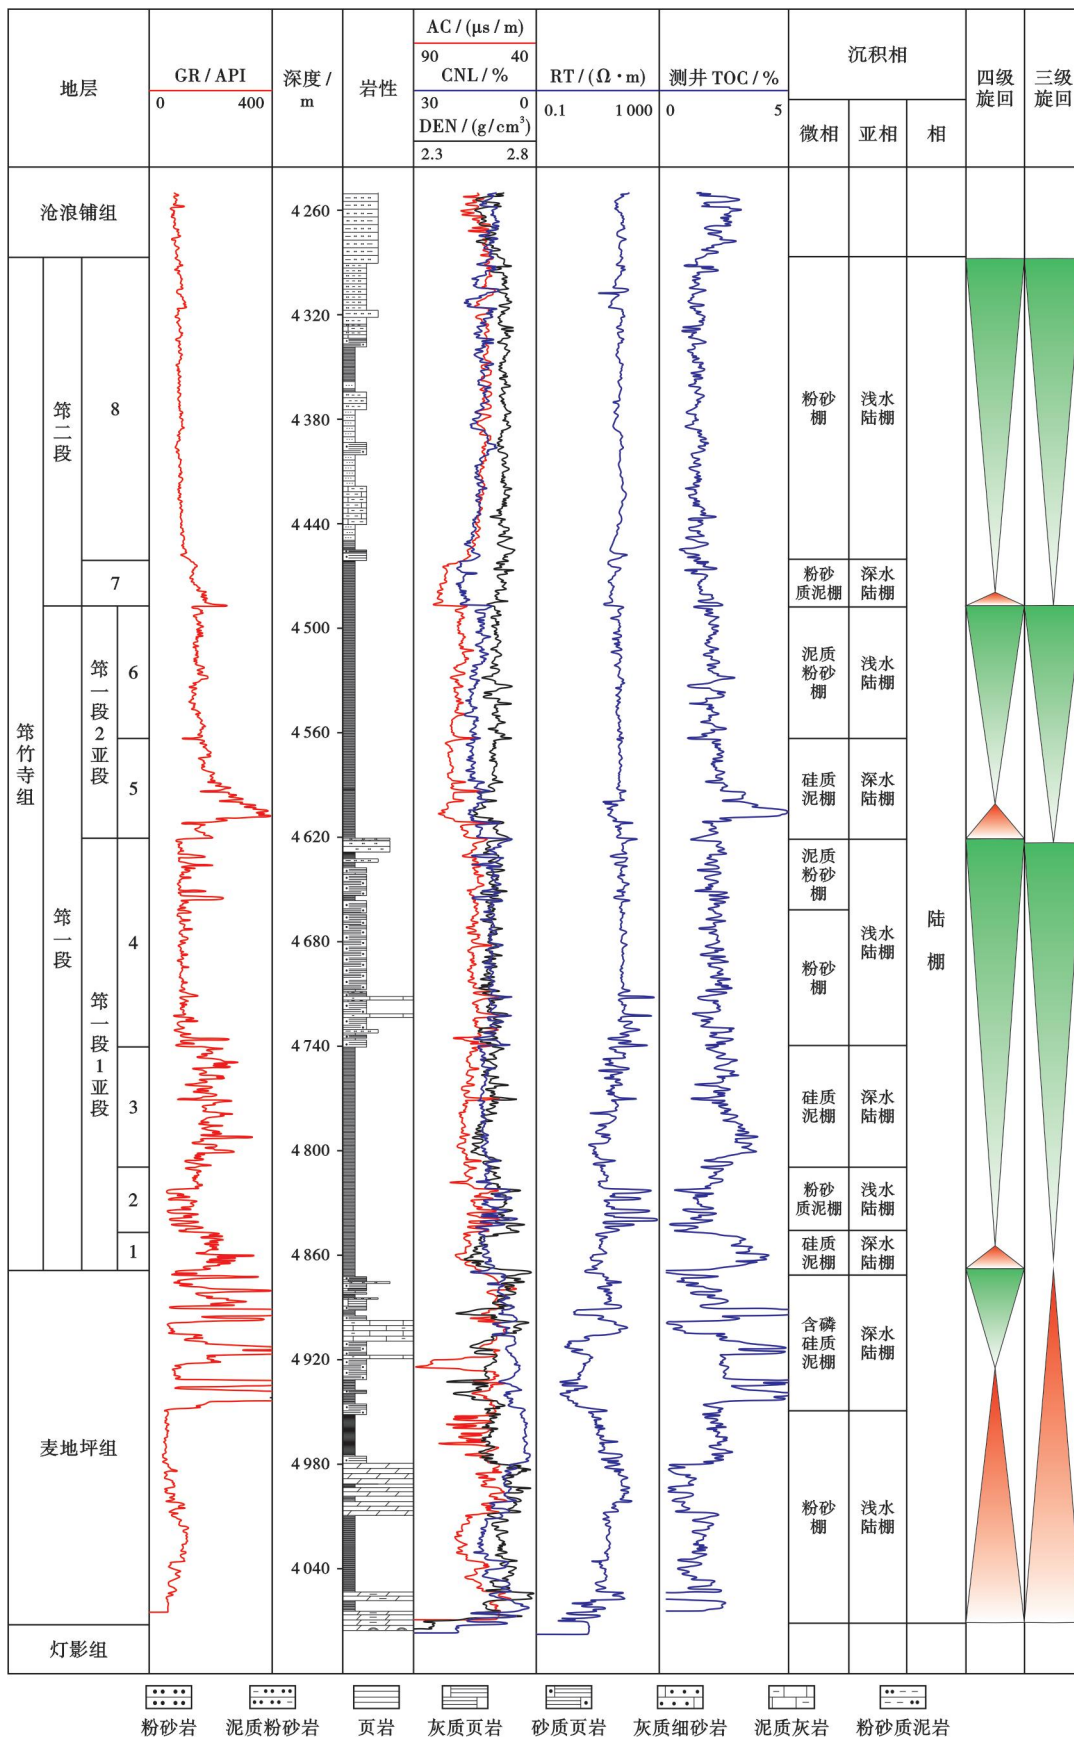 地层
GR / API
0 400
深度 /
m
岩性
AC / (μs / m)
90 40
CNL / %
30 0
DEN / (g/cm³)
2.3 2.8
RT / (Ω·m)
0.1 1 000
测井 TOC / %
0 5
沉积相
微相
亚相
相
四级
旋回
三级
旋回
沧浪铺组
筇竹寺组
筇二段
筇一段
筇一段2亚段
筇一段1亚段
8
7
6
5
4
3
2
1
麦地坪组
灯影组
4 260
4 320
4 380
4 440
4 500
4 560
4 620
4 680
4 740
4 800
4 860
4 920
4 980
4 040
粉砂
棚
浅水
陆棚
粉砂
质泥棚
深水
陆棚
泥质
粉砂
棚
浅水
陆棚
硅质
泥棚
深水
陆棚
泥质
粉砂
棚
粉砂
棚
浅水
陆棚
硅质
泥棚
深水
陆棚
粉砂
质泥棚
浅水
陆棚
硅质
泥棚
深水
陆棚
含磷
硅质
泥棚
深水
陆棚
粉砂
棚
浅水
陆棚
陆
棚
粉砂岩
泥质粉砂岩
页岩
灰质页岩
砂质页岩
灰质细砂岩
泥质灰岩
粉砂质泥岩